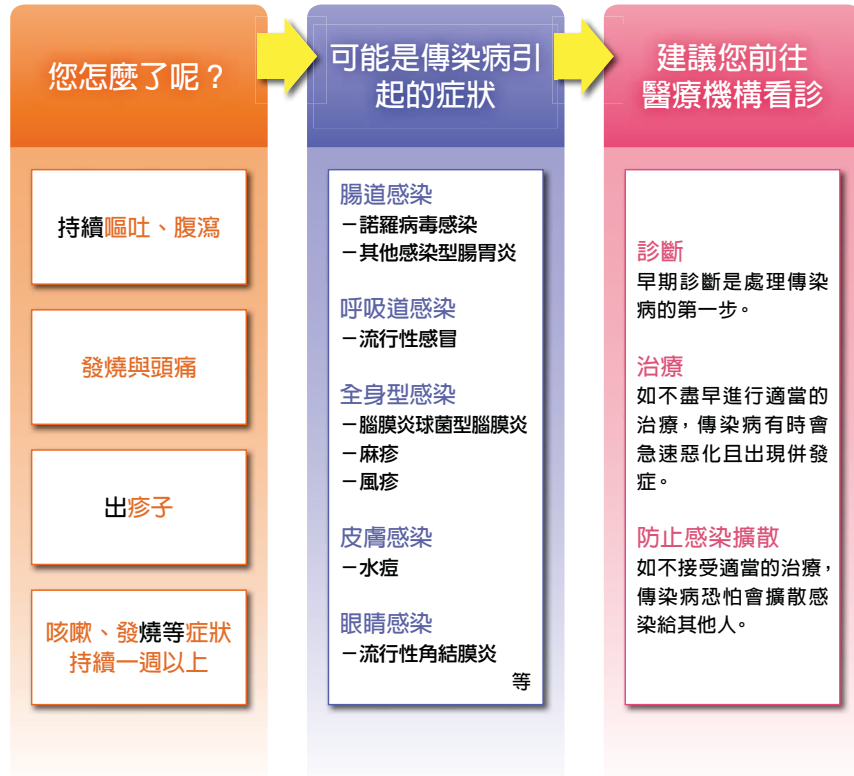 您怎麼了呢？
持續嘔吐、腹瀉
發燒與頭痛
出疹子
咳嗽、發燒等症狀
持續一週以上
可能是傳染病引
起的症狀
腸道感染
－諾羅病毒感染
－其他感染型腸胃炎
呼吸道感染
－流行性感冒
全身型感染
－腦膜炎球菌型腦膜炎
－麻疹
－風疹
皮膚感染
－水痘
眼睛感染
－流行性角結膜炎
等
建議您前往
醫療機構看診
診斷
早期診斷是處理傳染
病的第一步。
治療
如不盡早進行適當的
治療，傳染病有時會
急速惡化且出現併發
症。
防止感染擴散
如不接受適當的治療，
傳染病恐怕會擴散感
染給其他人。